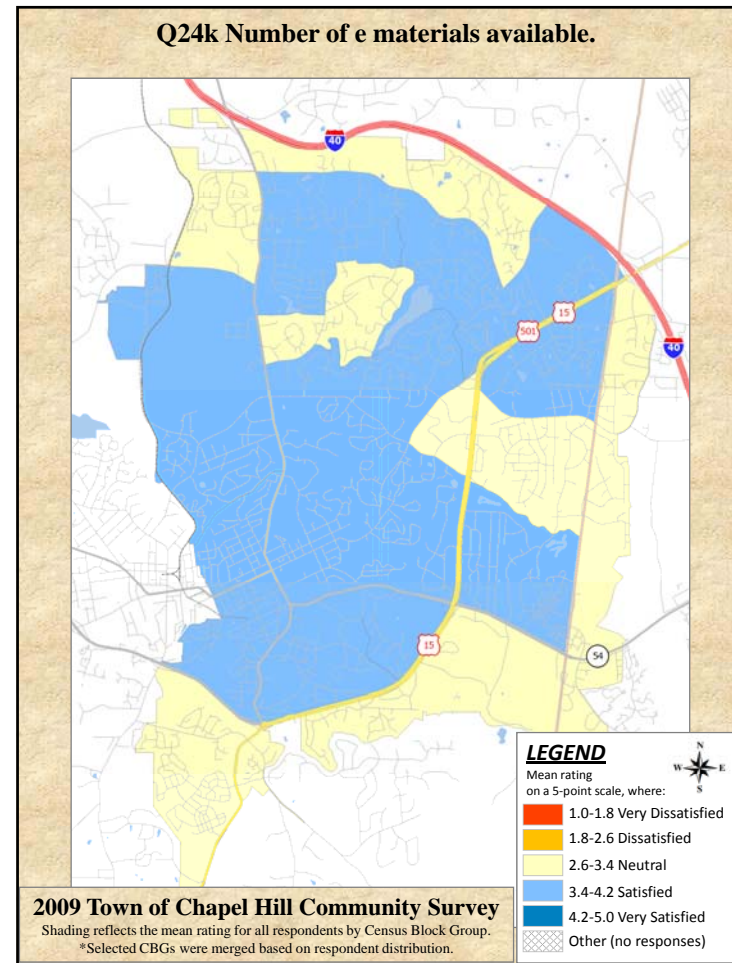 Q24k Number of e materials available.
40
15
501
40
15
54
LEGEND
N
W E
S
Mean rating
on a 5-point scale, where:
1.0-1.8 Very Dissatisfied
1.8-2.6 Dissatisfied
2.6-3.4 Neutral
3.4-4.2 Satisfied
4.2-5.0 Very Satisfied
Other (no responses)
2009 Town of Chapel Hill Community Survey
Shading reflects the mean rating for all respondents by Census Block Group.
*Selected CBGs were merged based on respondent distribution.